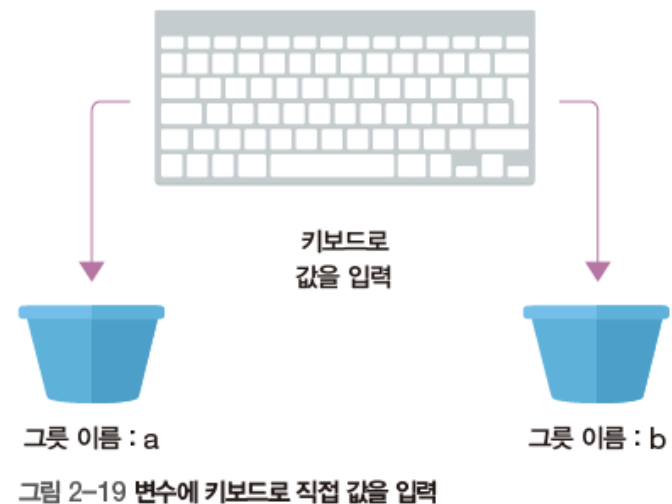 키보드로
값을 입력
그릇 이름 : a
그릇 이름 : b
그림 2-19 변수에 키보드로 직접 값을 입력